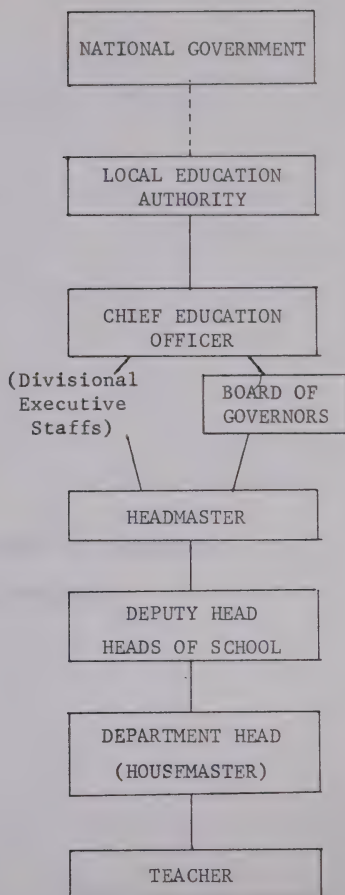 NATIONAL GOVERNMENT
LOCAL EDUCATION
AUTHORITY
CHIEF EDUCATION
OFFICER
(Divisional
Executive
Staffs)
BOARD OF
GOVERNORS
HEADMASTER
DEPUTY HEAD
HEADS OF SCHOOL
DEPARTMENT HEAD
(HOUSEMASTER)
TEACHER